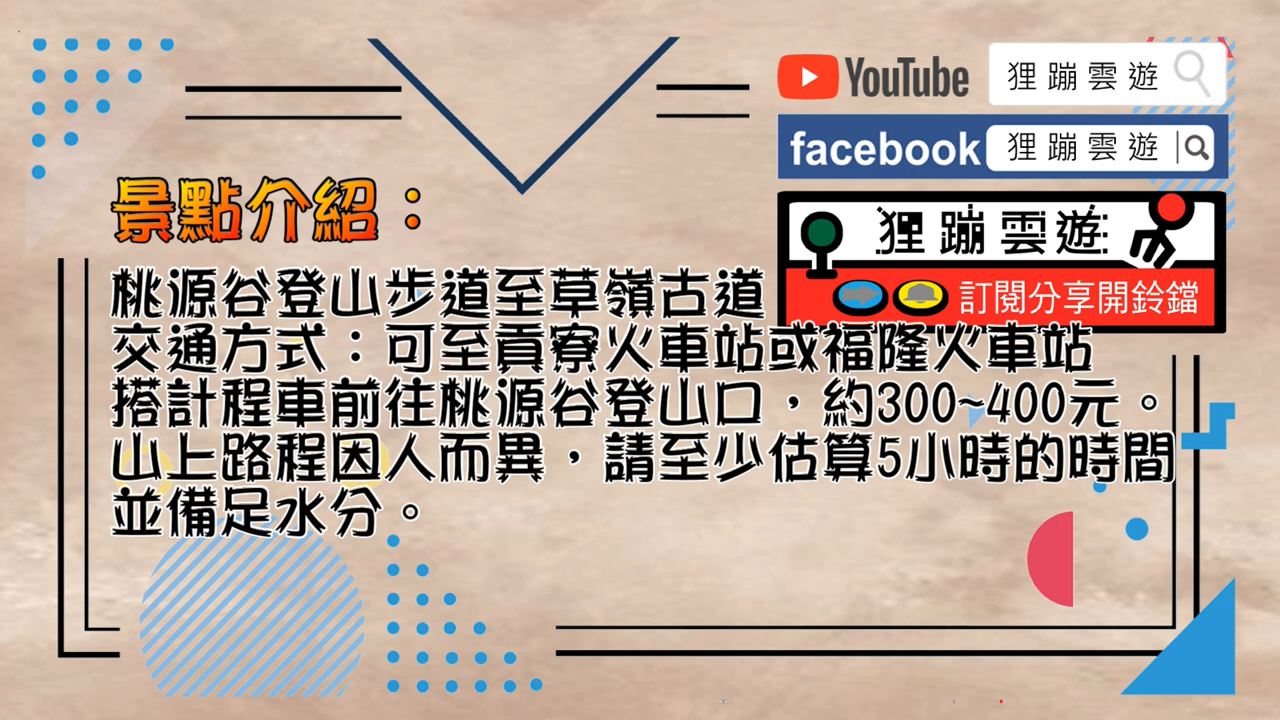 YouTube 狸蹦雲遊
facebook 狸蹦雲遊
狸蹦雲遊
訂閱分享開鈴鐺
景點介紹：
桃源谷登山步道至草嶺古道
交通方式：可至貢寮火車站或福隆火車站
搭計程車前往桃源谷登山口，約300~400元。
山上路程因人而異，請至少估算5小時的時間
並備足水分。